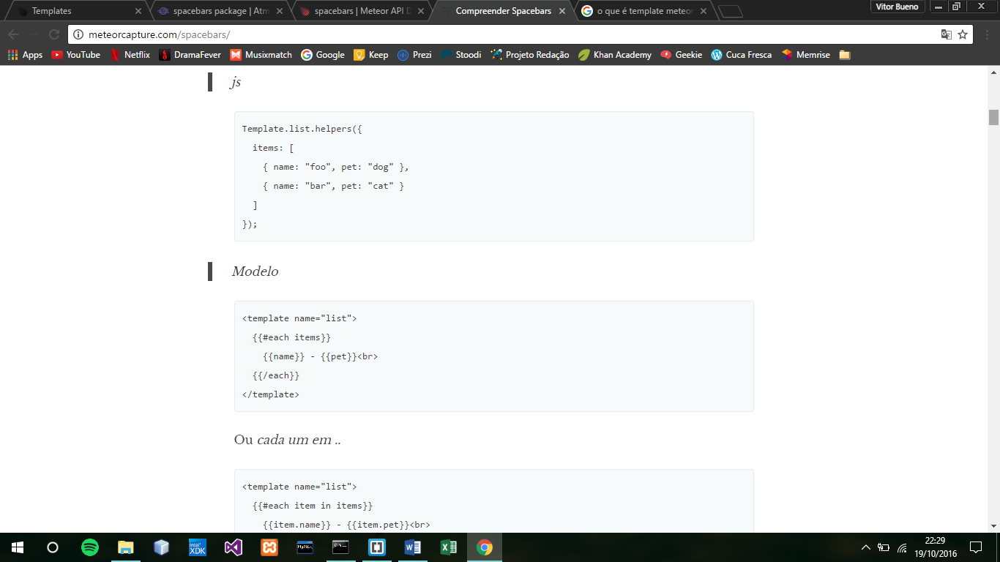 Templates
spacebars package | Atm
spacebars | Meteor API D
Compreender Spacebars
o que é template meteor
Vitor Bueno
meteorcapture.com/spacebars/
Apps
YouTube
Netflix
DramaFever
Musixmatch
Google
Keep
Prezi
Stoodi
Projeto Redação
Khan Academy
Geekie
Cuca Fresca
Memrise
js
Template.list.helpers({
items: [
{ name: "foo", pet: "dog" },
{ name: "bar", pet: "cat" }
]
});
Modelo
<template name="list">
{{#each items}}
{{name}} - {{pet}}<br>
{{/each}}
</template>
Ou cada um em ..
<template name="list">
{{#each item in items}}
{{item.name}} - {{item.pet}}<br>
intel
XDK
22:29
19/10/2016